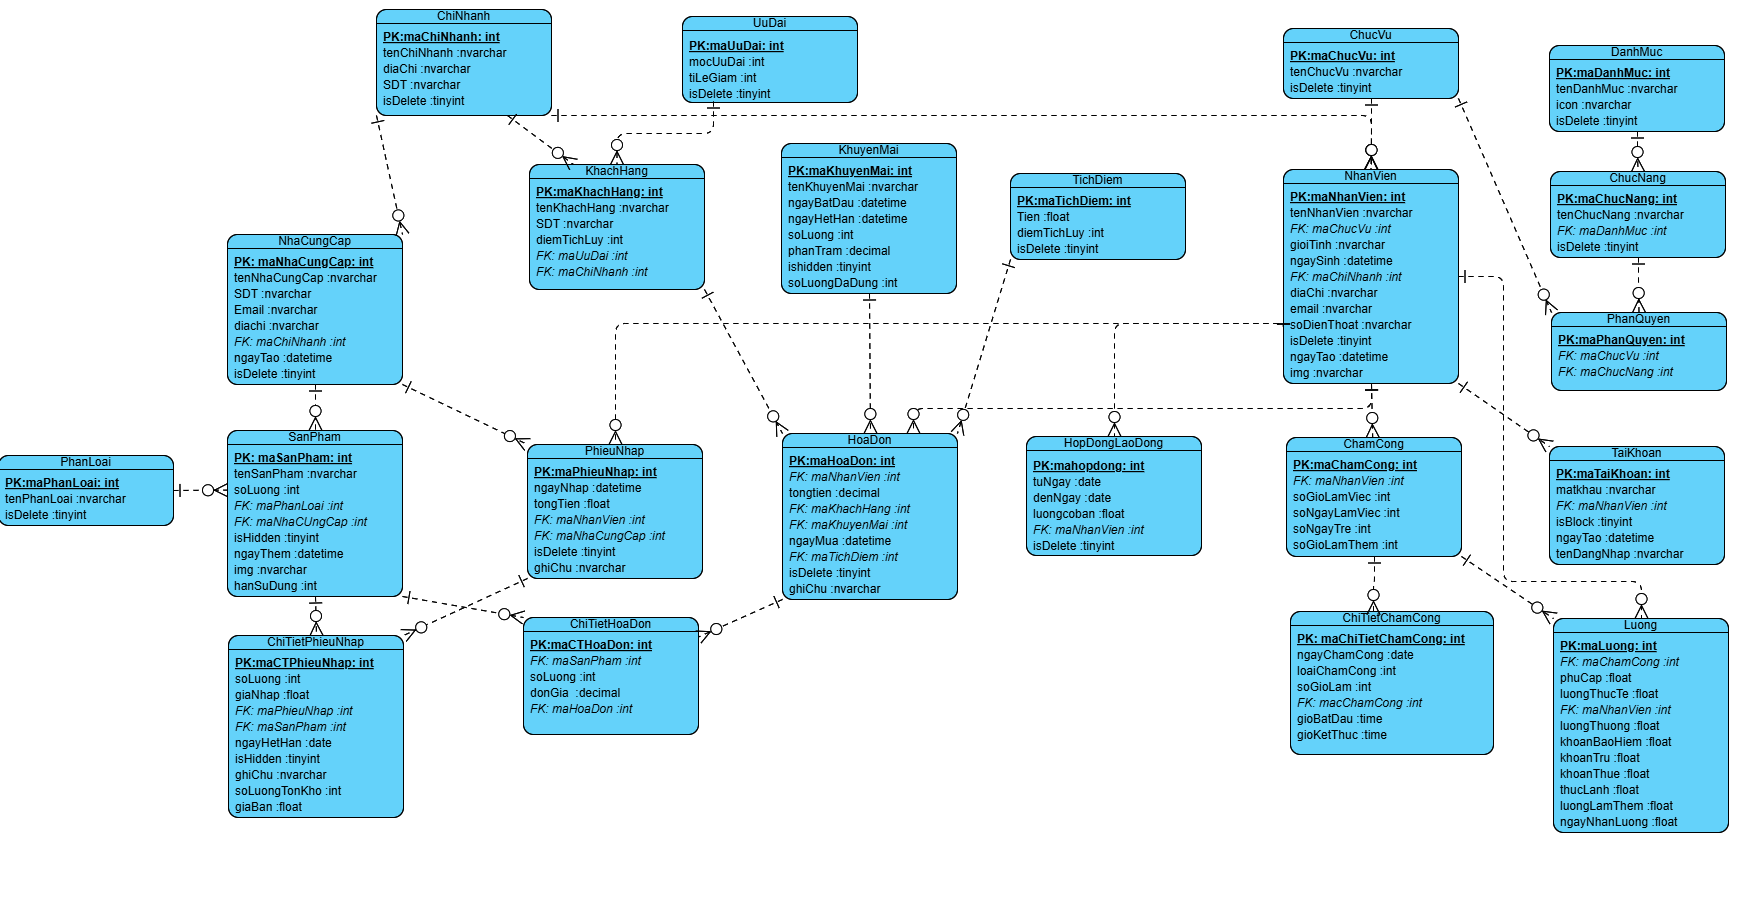 ChiNhanh
PK:maChiNhanh: int
tenChiNhanh :nvarchar
diaChi :nvarchar
SDT :nvarchar
isDelete :tinyint
UuDai
PK:maUuDai: int
mocUuDai :int
tiLeGiam :int
isDelete :tinyint
ChucVu
PK:maChucVu: int
tenChucVu :nvarchar
isDelete :tinyint
DanhMuc
PK:maDanhMuc: int
tenDanhMuc :nvarchar
icon :nvarchar
isDelete :tinyint
KhachHang
PK:maKhachHang: int
tenKhachHang :nvarchar
SDT :nvarchar
diemTichLuy :int
FK: maUuDai :int
FK: maChiNhanh :int
KhuyenMai
PK:maKhuyenMai: int
tenKhuyenMai :nvarchar
ngayBatDau :datetime
ngayHetHan :datetime
soLuong :int
phanTram :decimal
ishidden :tinyint
soLuongDaDung :int
TichDiem
PK:maTichDiem: int
Tien :float
diemTichLuy :int
isDelete :tinyint
NhanVien
PK:maNhanVien: int
tenNhanVien :nvarchar
FK: maChucVu :int
gioiTinh :nvarchar
ngaySinh :datetime
FK: maChiNhanh :int
diaChi :nvarchar
email :nvarchar
soDienThoat :nvarchar
isDelete :tinyint
ngayTao :datetime
img :nvarchar
ChucNang
PK:maChucNang: int
tenChucNang :nvarchar
FK: maDanhMuc :int
isDelete :tinyint
NhaCungCap
PK: maNhaCungCap: int
tenNhaCungCap :nvarchar
SDT :nvarchar
Email :nvarchar
diachi :nvarchar
FK: maChiNhanh :int
ngayTao :datetime
isDelete :tinyint
PhanQuyen
PK:maPhanQuyen: int
FK: maChucVu :int
FK: maChucNang :int
PhanLoai
PK:maPhanLoai: int
tenPhanLoai :nvarchar
isDelete :tinyint
SanPham
PK: maSanPham: int
tenSanPham :nvarchar
soLuong :int
FK: maPhanLoai :int
FK: maNhaCUngCap :int
isHidden :tinyint
ngayThem :datetime
img :nvarchar
hanSuDung :int
PhieuNhap
PK:maPhieuNhap: int
ngayNhap :datetime
tongTien :float
FK: maNhanVien :int
FK: maNhaCungCap :int
isDelete :tinyint
ghiChu :nvarchar
HoaDon
PK:maHoaDon: int
FK: maNhanVien :int
tongtien :decimal
FK: maKhachHang :int
FK: maKhuyenMai :int
ngayMua :datetime
FK: maTichDiem :int
isDelete :tinyint
ghiChu :nvarchar
HopDongLaoDong
PK:mahopdong: int
tuNgay :date
denNgay :date
luongcoban :float
FK: maNhanVien :int
isDelete :tinyint
ChamCong
PK:maChamCong: int
FK: maNhanVien :int
soGioLamViec :int
soNgayLamViec :int
soNgayTre :int
soGioLamThem :int
TaiKhoan
PK:maTaiKhoan: int
matkhau :nvarchar
FK: maNhanVien :int
isBlock :tinyint
ngayTao :datetime
tenDangNhap :nvarchar
ChiTietPhieuNhap
PK:maCTPhieuNhap: int
soLuong :int
giaNhap :float
FK: maPhieuNhap :int
FK: maSanPham :int
ngayHetHan :date
isHidden :tinyint
ghiChu :nvarchar
soLuongTonKho :int
giaBan :float
ChiTietHoaDon
PK:maCTHoaDon: int
FK: maSanPham :int
soLuong :int
donGia :decimal
FK: maHoaDon :int
ChiTietChamCong
PK: maChiTietChamCong: int
ngayChamCong :date
loaiChamCong :int
soGioLam :int
FK: macChamCong :int
gioBatDau :time
gioKetThuc :time
Luong
PK:maLuong: int
FK: maChamCong :int
phuCap :float
luongThucTe :float
FK: maNhanVien :int
luongThuong :float
khoanBaoHiem :float
khoanTru :float
khoanThue :float
thucLanh :float
luongLamThem :float
ngayNhanLuong :float